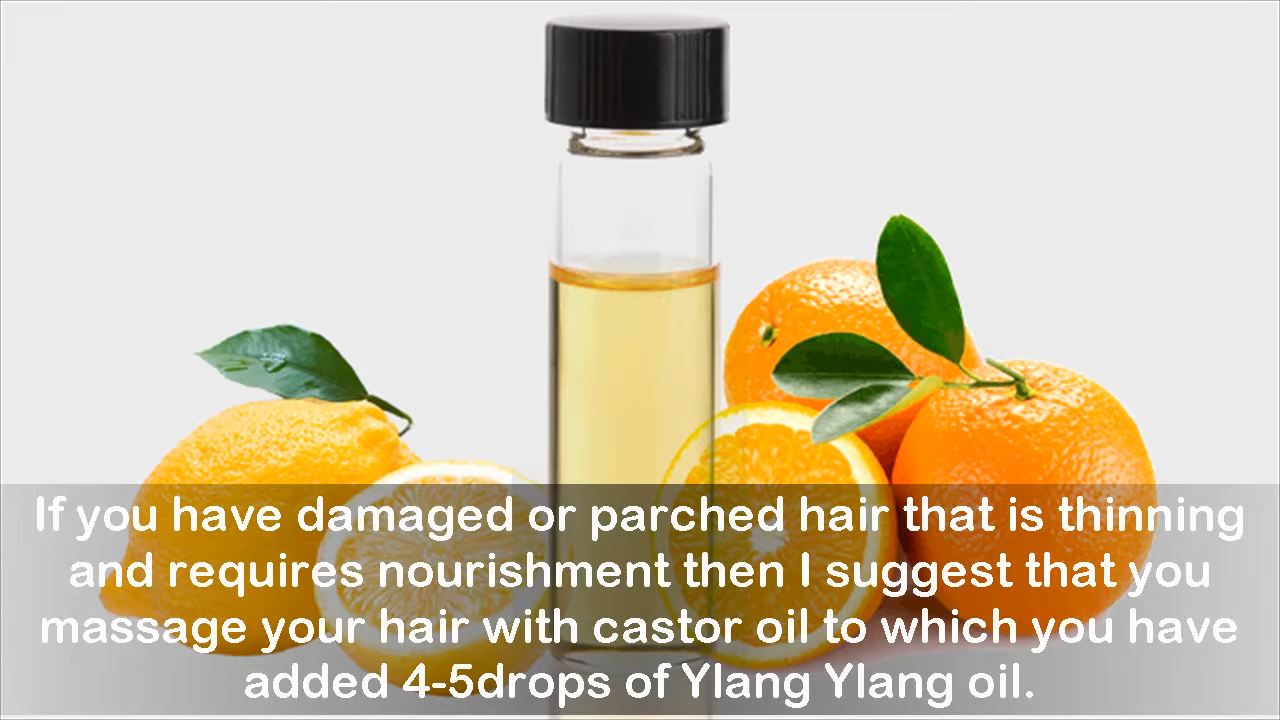 If you have damaged or parched hair that is thinning
and requires nourishment then I suggest that you
massage your hair with castor oil to which you have
added 4-5drops of Ylang Ylang oil.